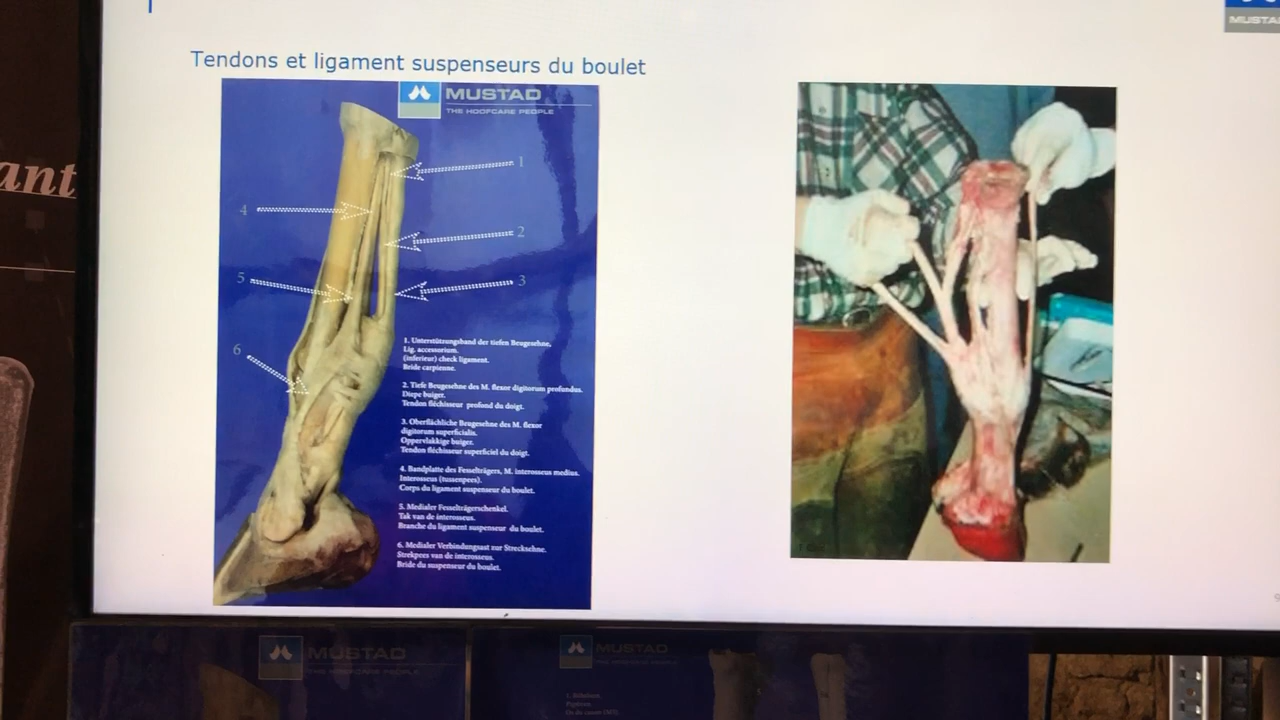 MUSTAD
ant
Tendons et ligament suspenseurs du boulet
MUSTAD
THE HOOFCARE PEOPLE
1
4
2
5
3
6
1. Unterstützungsband der tiefen Beugesehne,
Lig. accessorium.
(inferieur) check ligament.
Bride carpienne.
2. Tiefe Beugesehne des M. flexor digitorum profundus.
Diepe buiger.
Tendon fléchisseur profond du doigt.
3. Oberflächliche Beugesehne des M. flexor
digitorum superficialis.
Oppervlakkige buiger.
Tendon fléchisseur superficiel du doigt.
4. Bandplatte des Fesselträgers, M. interosseus medius.
Interosseus (tussenpees).
Corps du ligament suspenseur du boulet.
5. Medialer Fesselträgerschenkel.
Tak van de interosseus.
Branche du ligament suspenseur du boulet.
6. Medialer Verbindungsast zur Strecksehne.
Strekpees van de interosseus.
Bride du suspenseur du boulet.
MUSTAD
THE HOOFCARE PEOPLE
MUSTAD